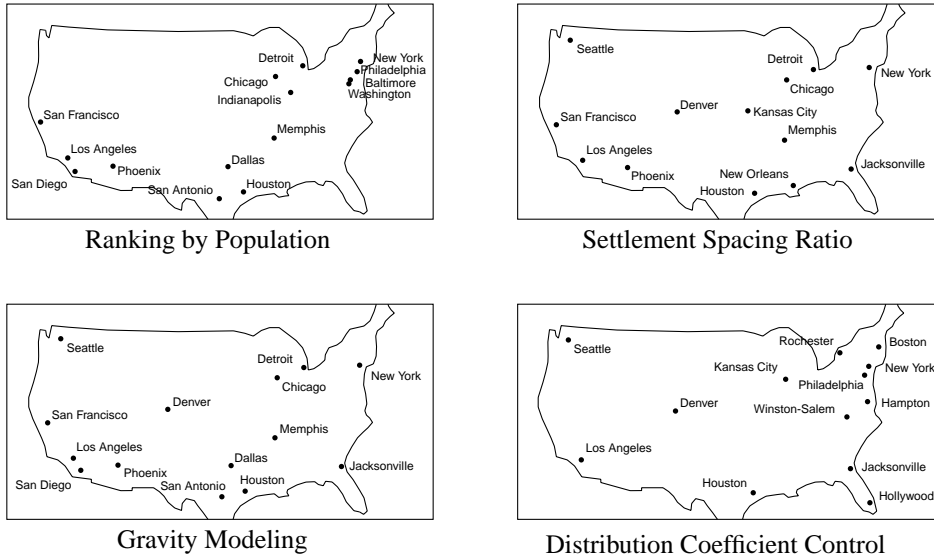 Detroit
New York
Philadelphia
Chicago
Baltimore
Indianapolis
Washington
San Francisco
Memphis
Los Angeles
Dallas
Phoenix
San Diego
San Antonio
Houston
Ranking by Population
Seattle
Detroit
New York
Chicago
Denver
Kansas City
San Francisco
Memphis
Los Angeles
Jacksonville
Phoenix
New Orleans
Houston
Settlement Spacing Ratio
Seattle
Detroit
New York
Chicago
Denver
San Francisco
Memphis
Los Angeles
Dallas
Jacksonville
Phoenix
San Diego
San Antonio
Houston
Gravity Modeling
Rochester
Boston
Seattle
Kansas City
New York
Philadelphia
Hampton
Denver
Winston-Salem
Los Angeles
Jacksonville
Houston
Hollywood
Distribution Coefficient Control